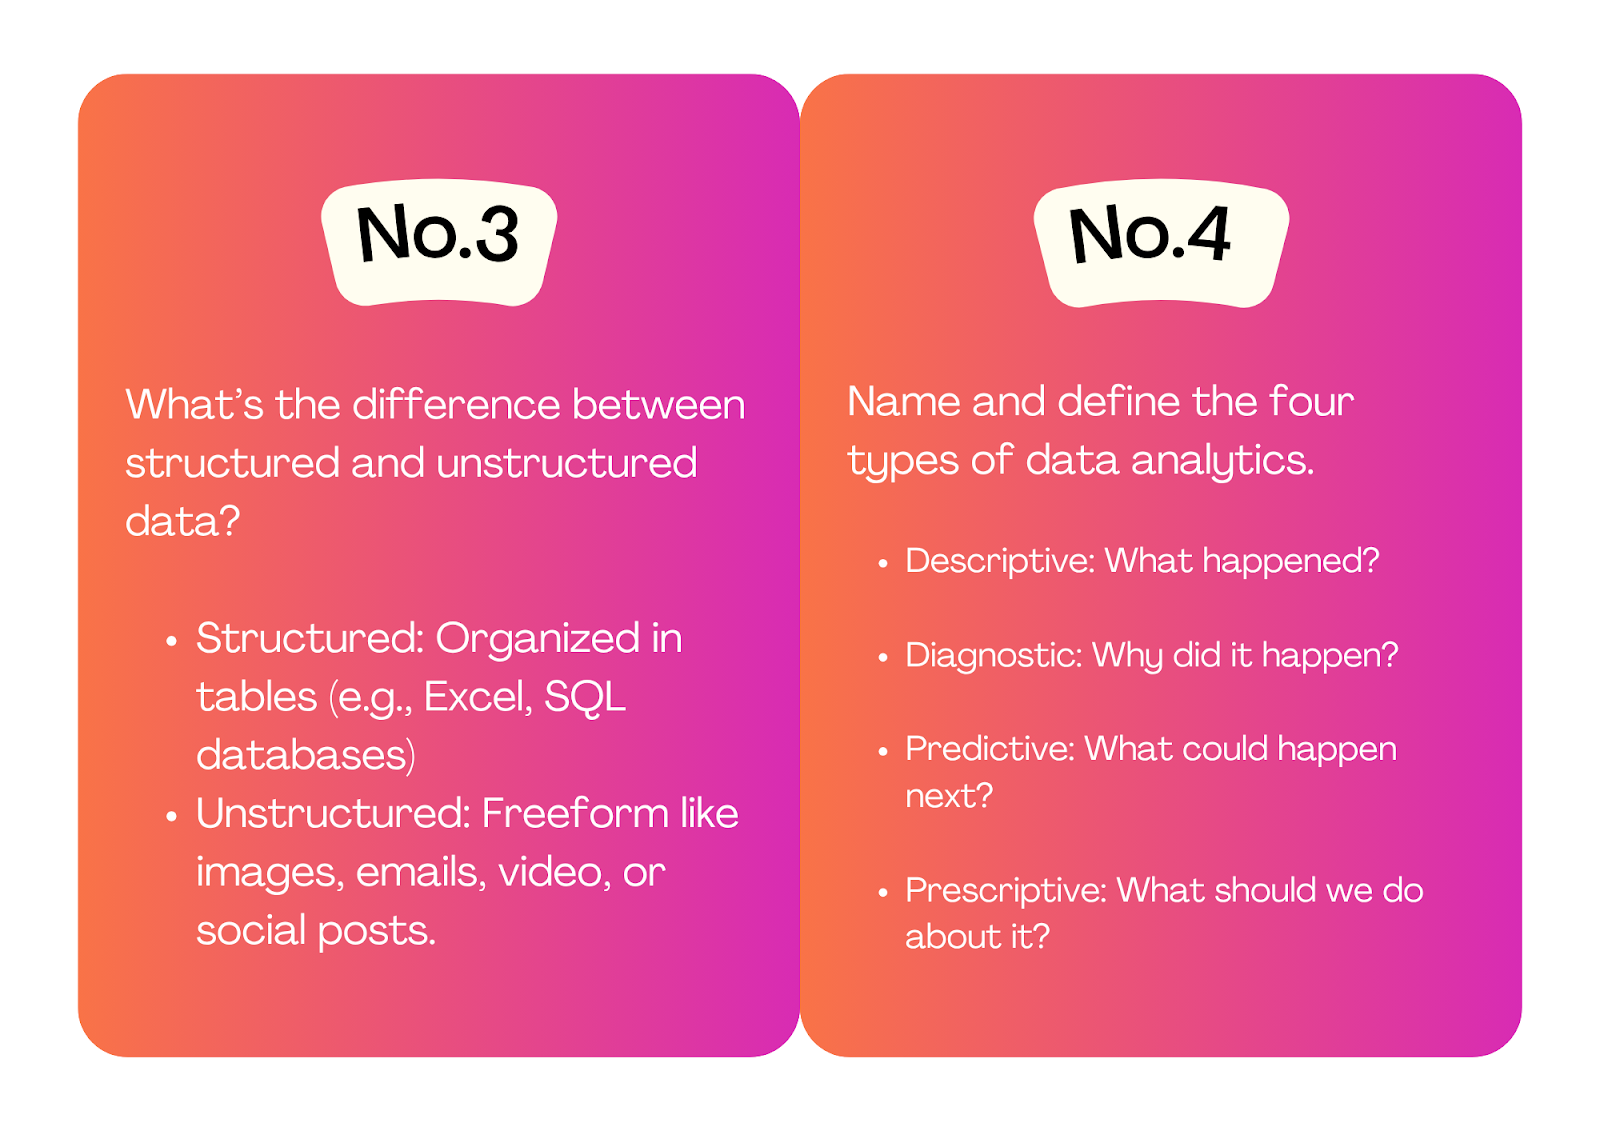 No.3
What’s the difference between
structured and unstructured
data?
• Structured: Organized in
tables (e.g., Excel, SQL
databases)
• Unstructured: Freeform like
images, emails, video, or
social posts.
No.4
Name and define the four
types of data analytics.
• Descriptive: What happened?
• Diagnostic: Why did it happen?
• Predictive: What could happen
next?
• Prescriptive: What should we do
about it?